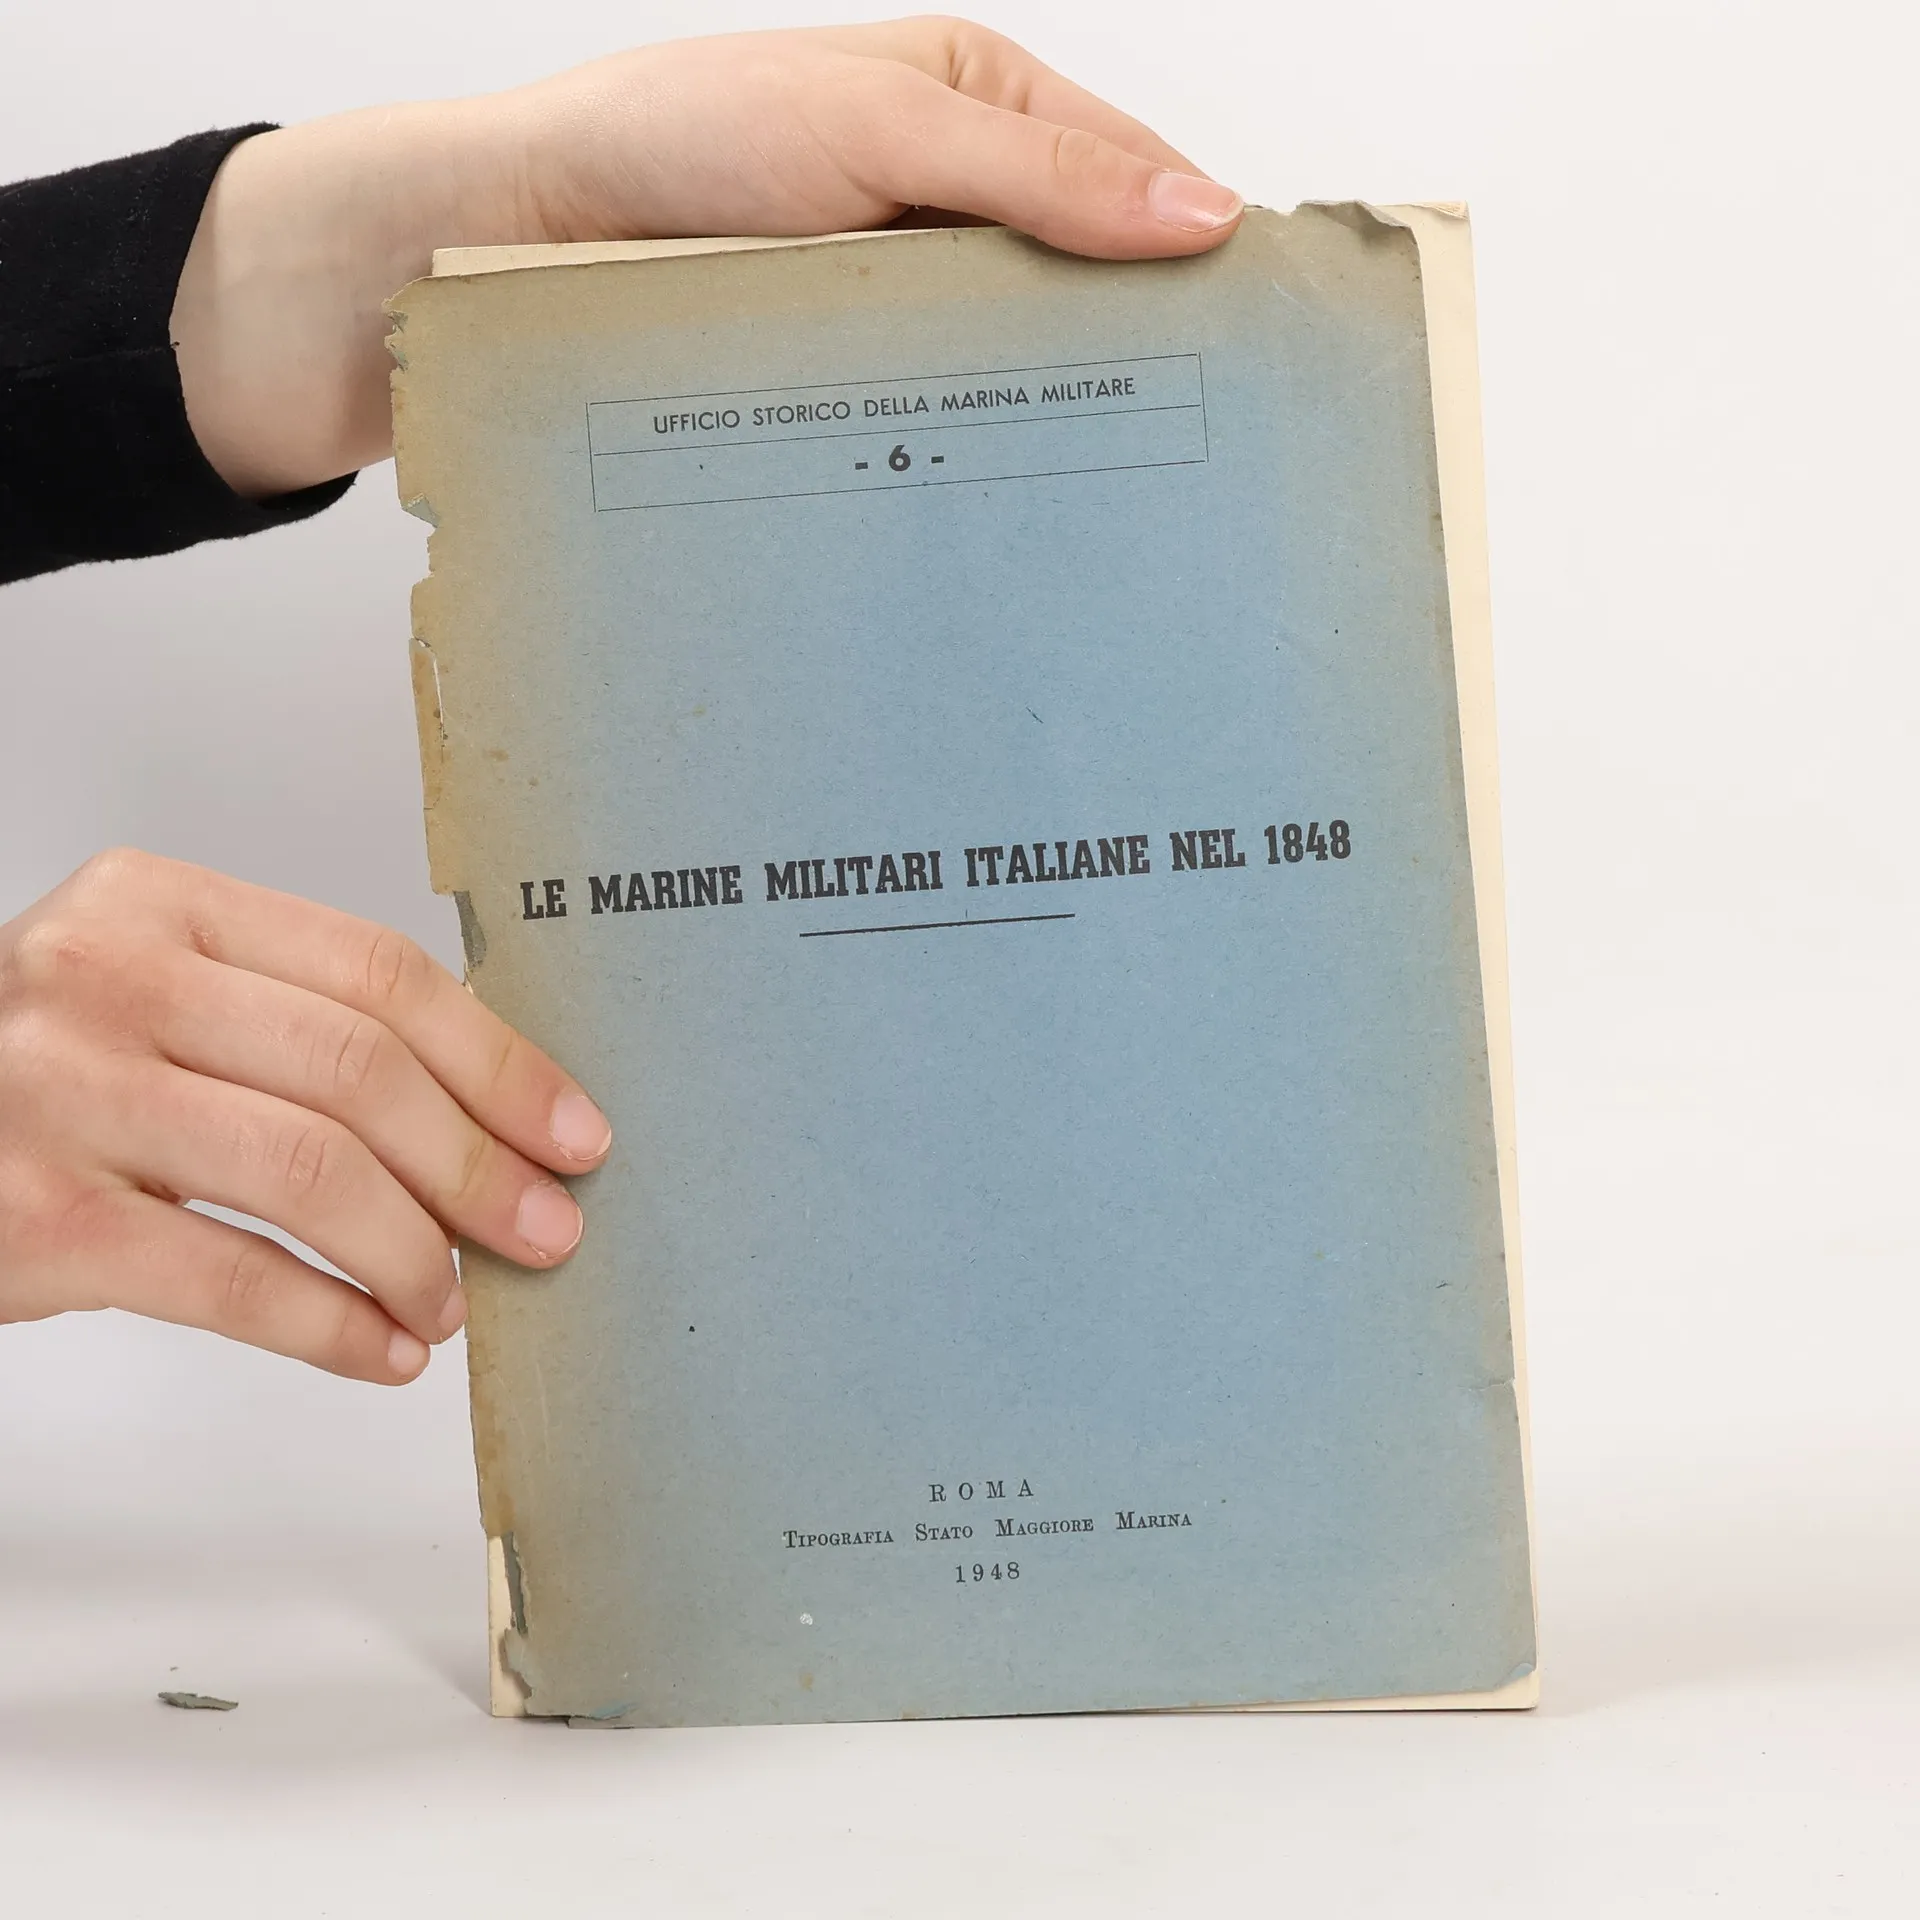 UFFICIO STORICO DELLA MARINA MILITARE
- 6 -
LE MARINE MILITARI ITALIANE NEL 1848
ROMA
TIPOGRAFIA STATO MAGGIORE MARINA
1948